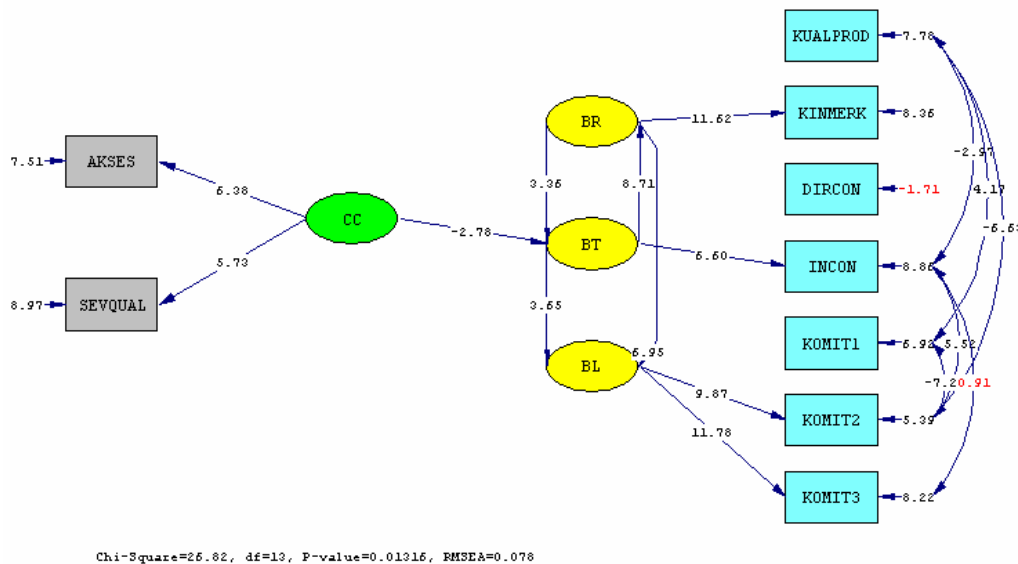 KUALPROD
7.78
BR
11.62
KINMERK
8.36
AKSES
7.51
-2.97
6.38
3.36
8.71
DIRCON
-1.71
4.17
CC
-2.78
BT
6.60
INCON
8.86
5.73
SEVQUAL
8.97
3.65
6.95
KOMIT1
6.92
5.52
BL
9.87
-7.2
0.91
KOMIT2
5.39
11.78
KOMIT3
8.22
Chi-Square=26.82, df=13, P-value=0.01316, RMSEA=0.078